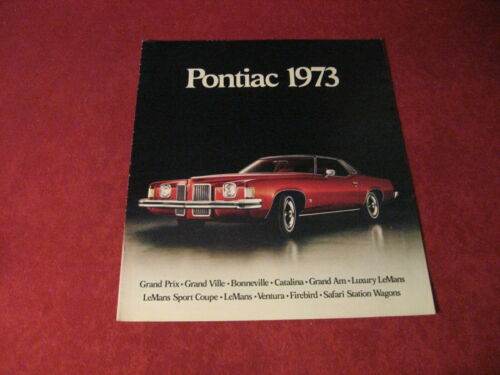 Pontiac 1973
Grand Prix • Grand Ville • Bonneville • Catalina • Grand Am • Luxury LeMans
LeMans Sport Coupe • LeMans • Ventura • Firebird • Safari Station Wagons